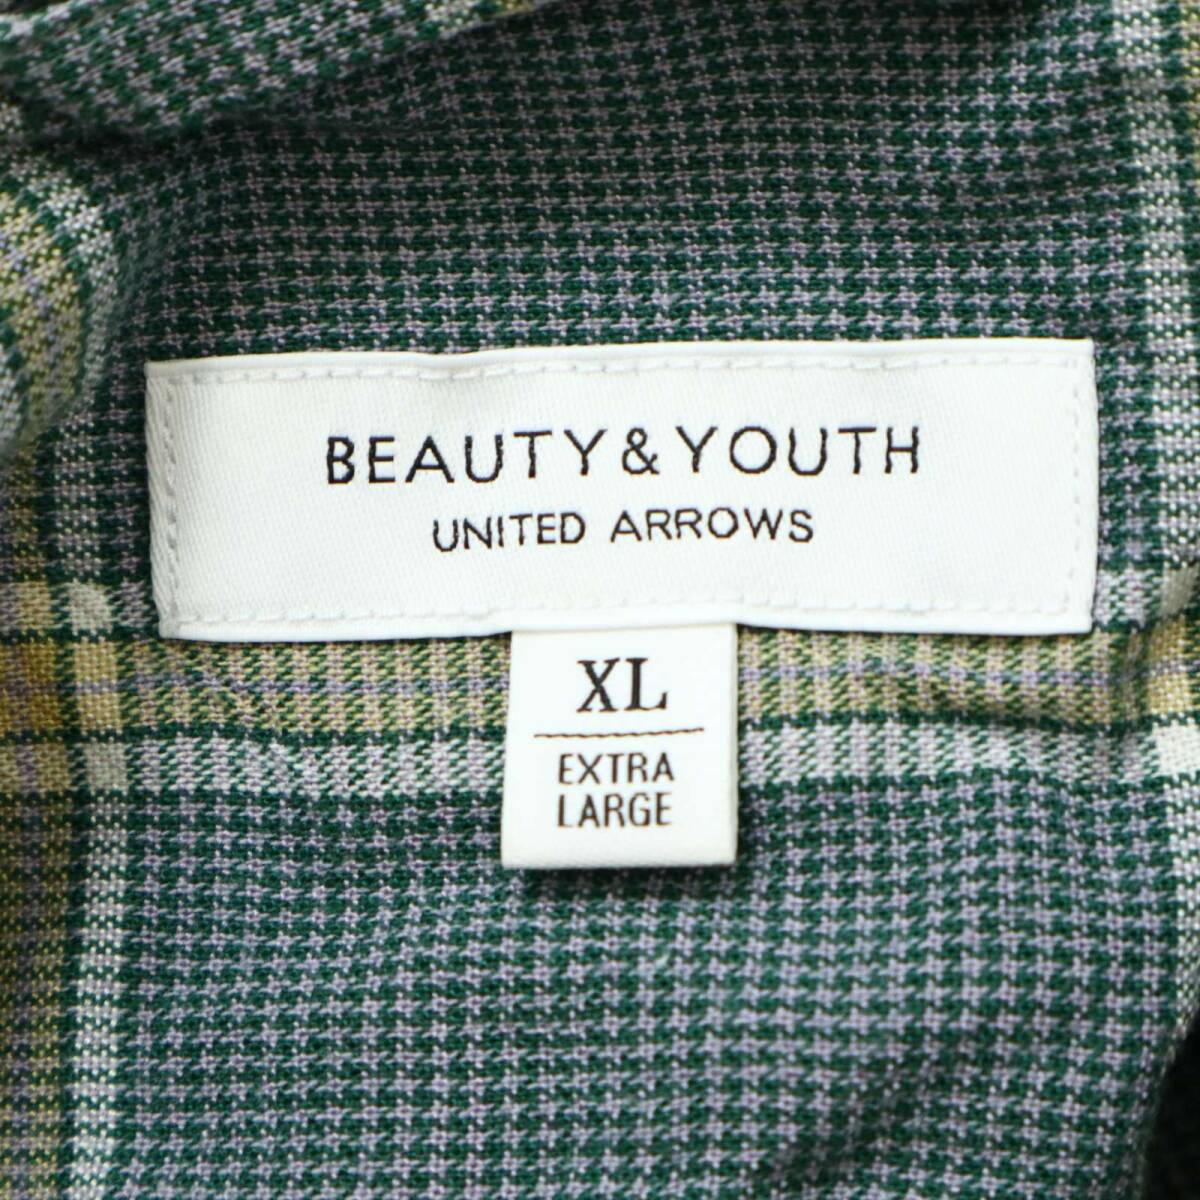 BEAUTY&YOUTH
UNITED ARROWS
XL
EXTRA
LARGE